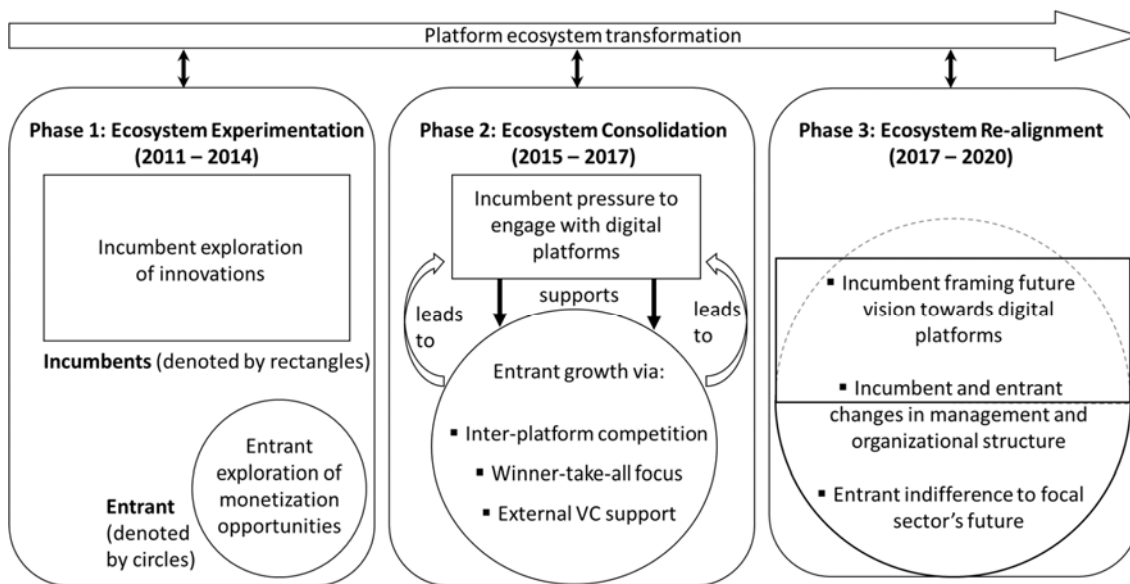 Platform ecosystem transformation
Phase 1: Ecosystem Experimentation
(2011 – 2014)
Incumbent exploration
of innovations
Incumbents (denoted by rectangles)
Entrant
exploration of
monetization
opportunities
Entrant
(denoted
by circles)
Phase 2: Ecosystem Consolidation
(2015 – 2017)
Incumbent pressure to
engage with digital
platforms
supports
leads
to
leads
to
Entrant growth via:
▪ Inter-platform competition
▪ Winner-take-all focus
▪ External VC support
Phase 3: Ecosystem Re-alignment
(2017 – 2020)
▪ Incumbent framing future
vision towards digital
platforms
▪ Incumbent and entrant
changes in management and
organizational structure
▪ Entrant indifference to focal
sector's future